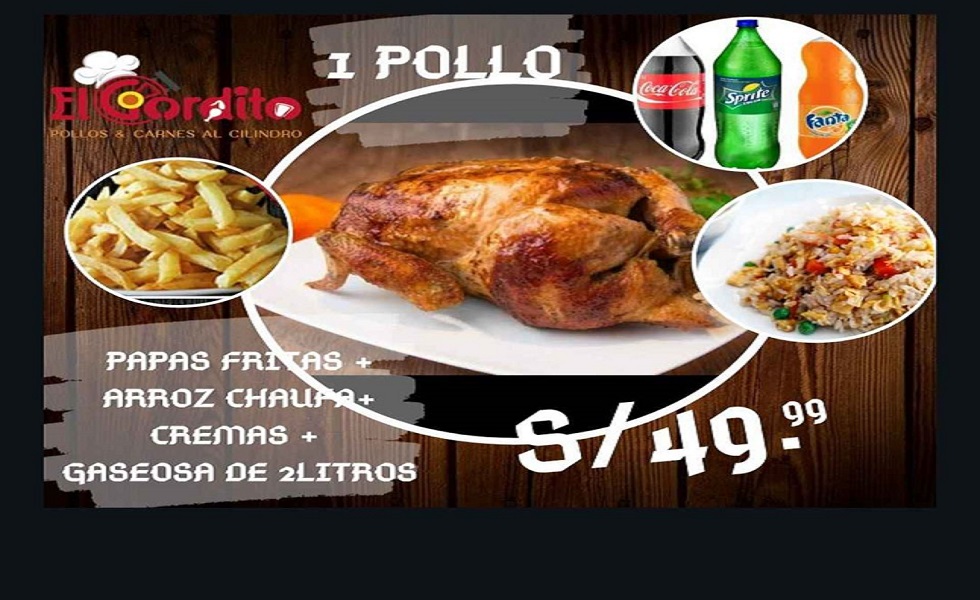 1 POLLO
El Gordito
POLLOS & CARNES AL CILINDRO
Coca-Cola
Sprite
Fanta
PAPAS FRITAS +
ARROZ CHAUFA+
CREMAS +
GASEOSA DE 2LITROS
S/49.99